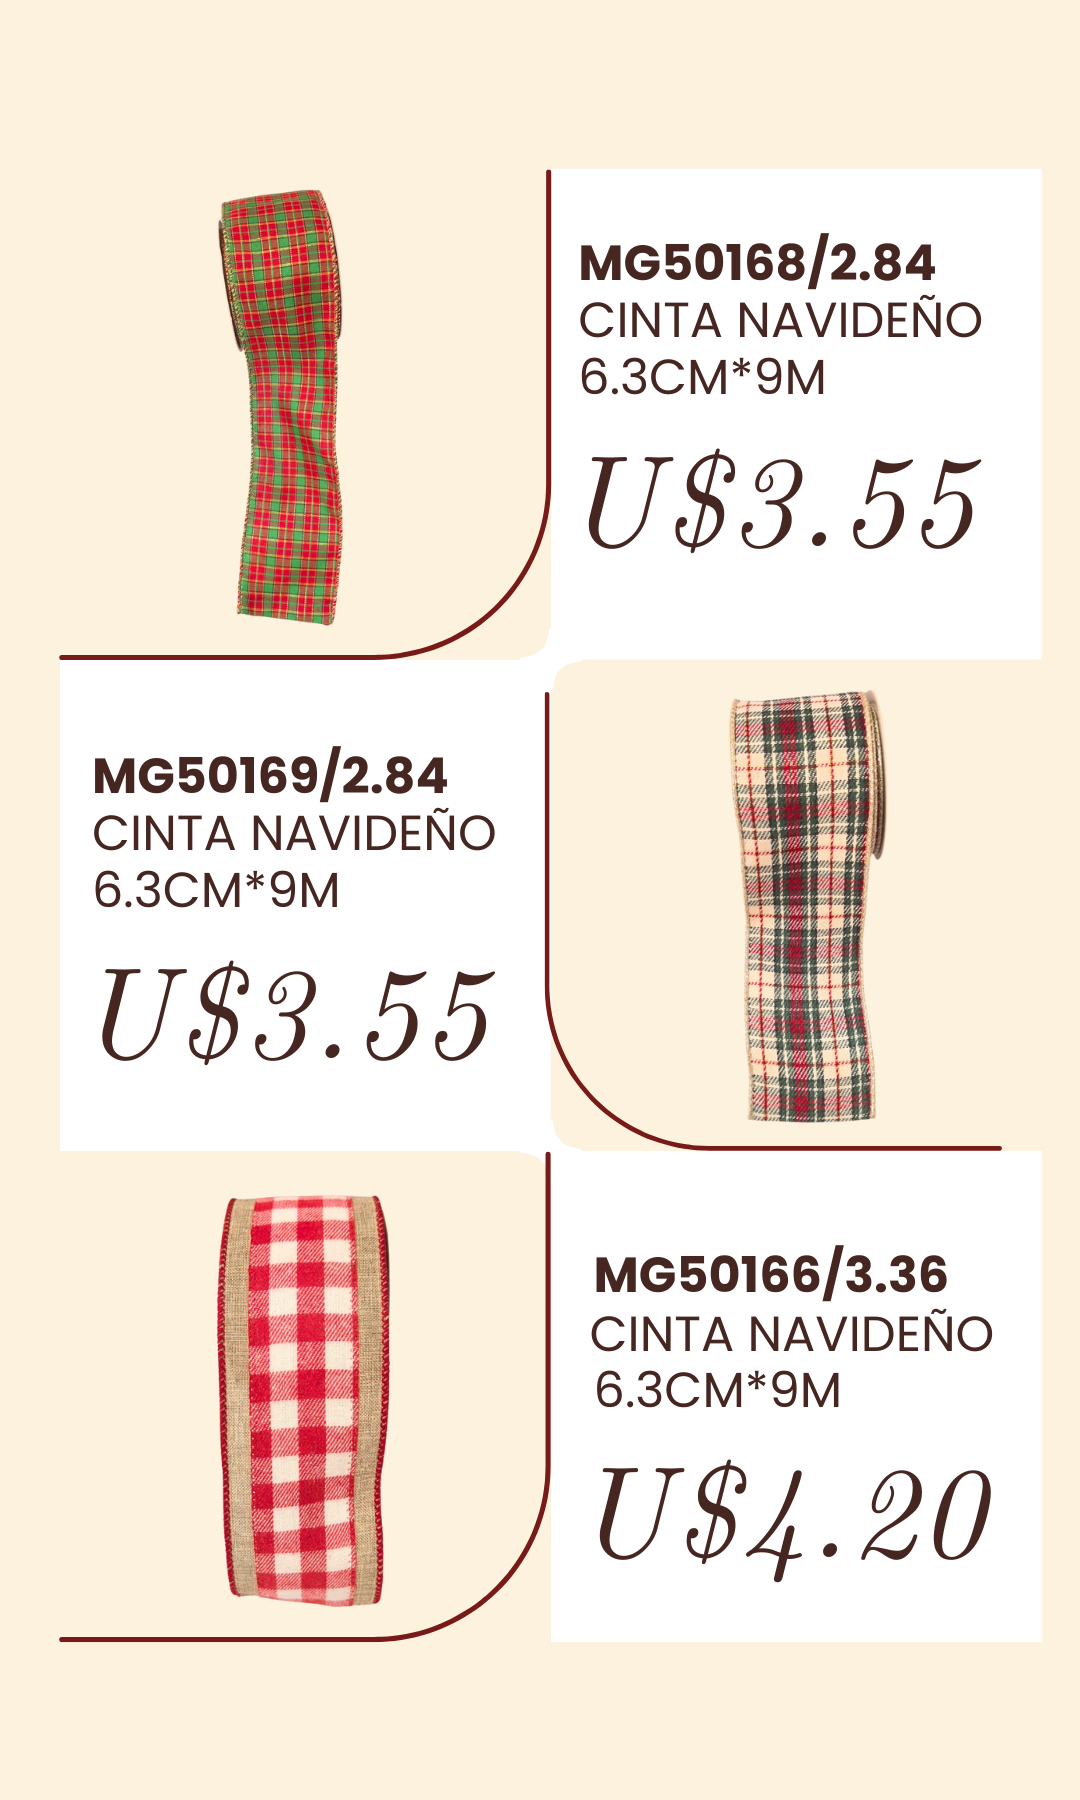 MG50168/2.84
CINTA NAVIDEÑO
6.3CM*9M
U$3.55
MG50169/2.84
CINTA NAVIDEÑO
6.3CM*9M
U$3.55
MG50166/3.36
CINTA NAVIDEÑO
6.3CM*9M
U$4.20